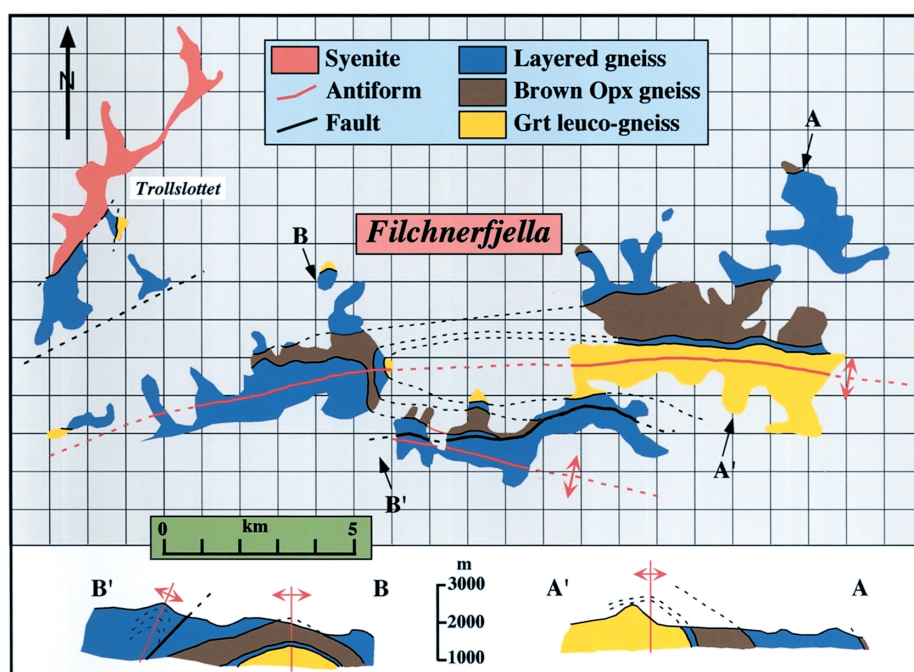 N
Syenite
Antiform
Fault
Layered gneiss
Brown Opx gneiss
Grt leuco-gneiss
A
Trollslottet
Filchnerfjella
B
A'
B'
0 km 5
B'
B
m
3000
2000
1000
A'
A